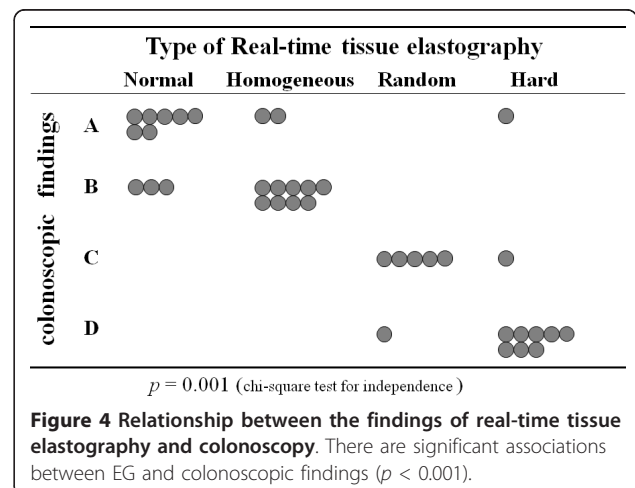 Type of Real-time tissue elastography
Normal Homogeneous Random Hard
colonoscopic findings
A
B
C
D
p = 0.001 (chi-square test for independence)
Figure 4 Relationship between the findings of real-time tissue
elastography and colonoscopy. There are significant associations
between EG and colonoscopic findings (p < 0.001).